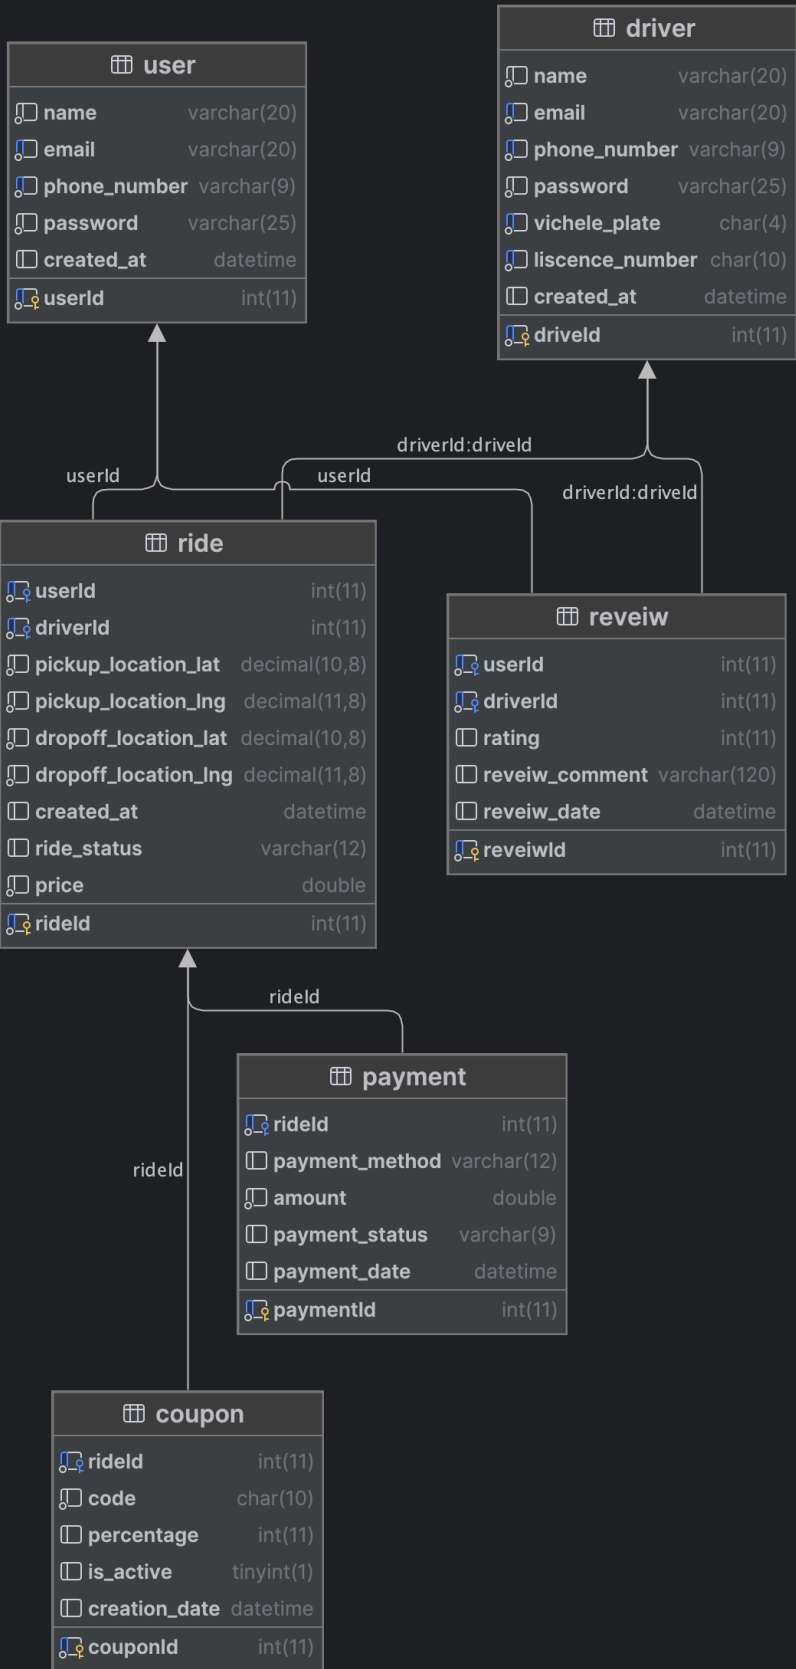 user
name varchar(20)
email varchar(20)
phone_number varchar(9)
password varchar(25)
created_at datetime
userId int(11)
driver
name varchar(20)
email varchar(20)
phone_number varchar(9)
password varchar(25)
vichele_plate char(4)
liscence_number char(10)
created_at datetime
driveId int(11)
driverId:driveId
userId
userId
driverId:driveId
ride
userId int(11)
driverId int(11)
pickup_location_lat decimal(10,8)
pickup_location_lng decimal(11,8)
dropoff_location_lat decimal(10,8)
dropoff_location_lng decimal(11,8)
created_at datetime
ride_status varchar(12)
price double
rideId int(11)
reveiw
userId int(11)
driverId int(11)
rating int(11)
reveiw_comment varchar(120)
reveiw_date datetime
reveiwId int(11)
rideId
payment
rideId int(11)
payment_method varchar(12)
amount double
payment_status varchar(9)
payment_date datetime
paymentId int(11)
rideId
coupon
rideId int(11)
code char(10)
percentage int(11)
is_active tinyint(1)
creation_date datetime
couponId int(11)